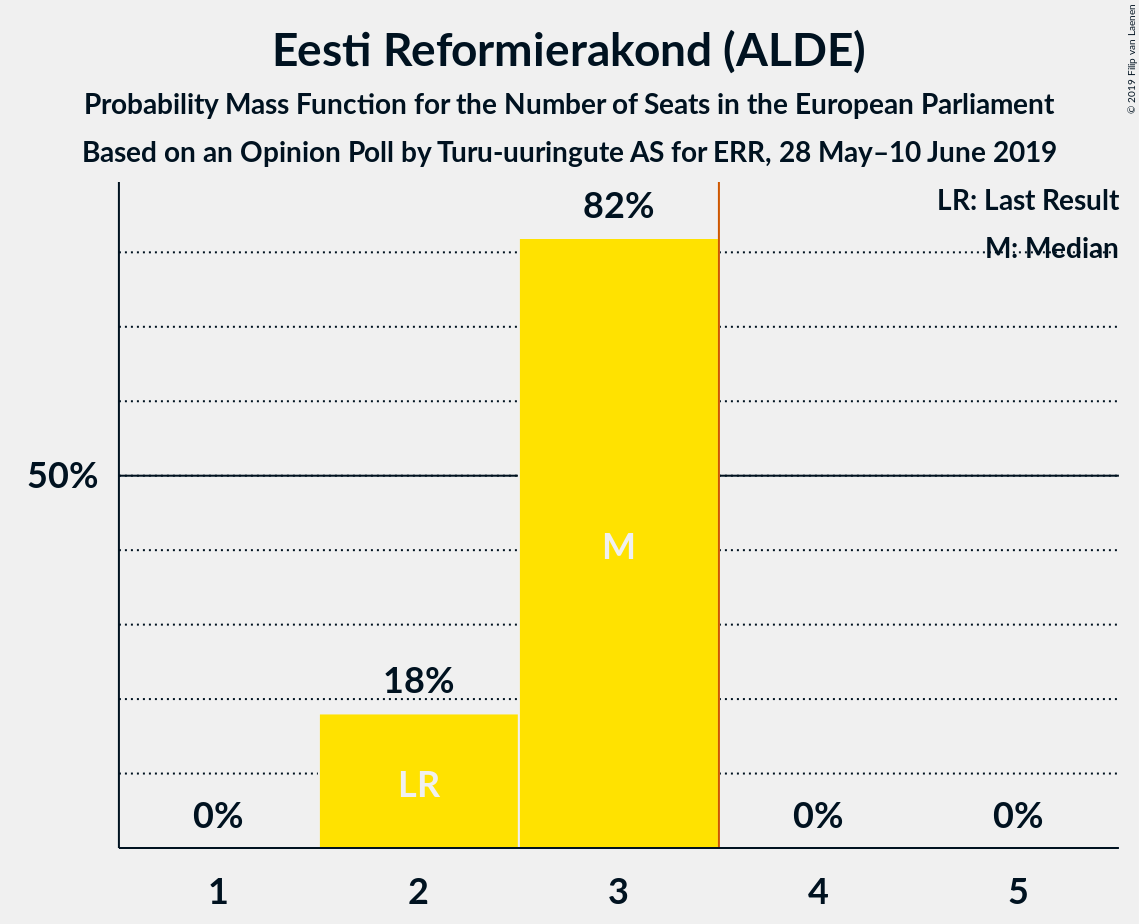 Eesti Reformierakond (ALDE)
Probability Mass Function for the Number of Seats in the European Parliament
Based on an Opinion Poll by Turu-uuringute AS for ERR, 28 May–10 June 2019
© 2019 Filip van Laenen
LR: Last Result
M: Median
82%
50%
M
18%
LR
0%
0%
0%
1
2
3
4
5